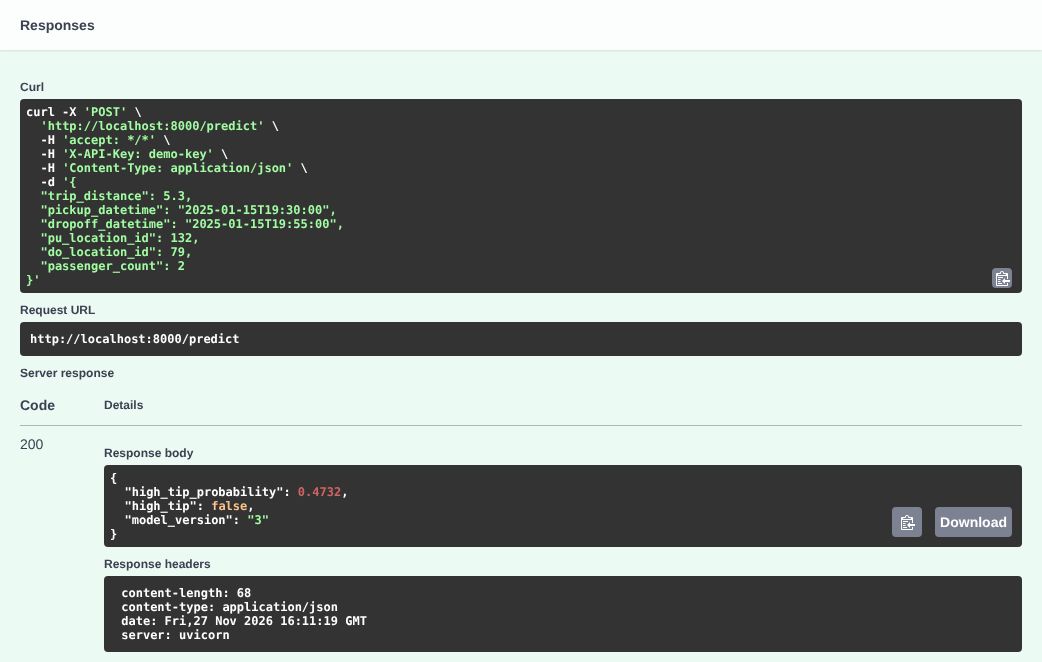 Responses
Curl
curl -X 'POST' \
  'http://localhost:8000/predict' \
  -H 'accept: */*' \
  -H 'X-API-Key: demo-key' \
  -H 'Content-Type: application/json' \
  -d '{
  "trip_distance": 5.3,
  "pickup_datetime": "2025-01-15T19:30:00",
  "dropoff_datetime": "2025-01-15T19:55:00",
  "pu_location_id": 132,
  "do_location_id": 79,
  "passenger_count": 2
}'
Request URL
http://localhost:8000/predict
Server response
Code Details
200
Response body
{
  "high_tip_probability": 0.4732,
  "high_tip": false,
  "model_version": "3"
}
Download
Response headers
content-length: 68
content-type: application/json
date: Fri,27 Nov 2026 16:11:19 GMT
server: uvicorn